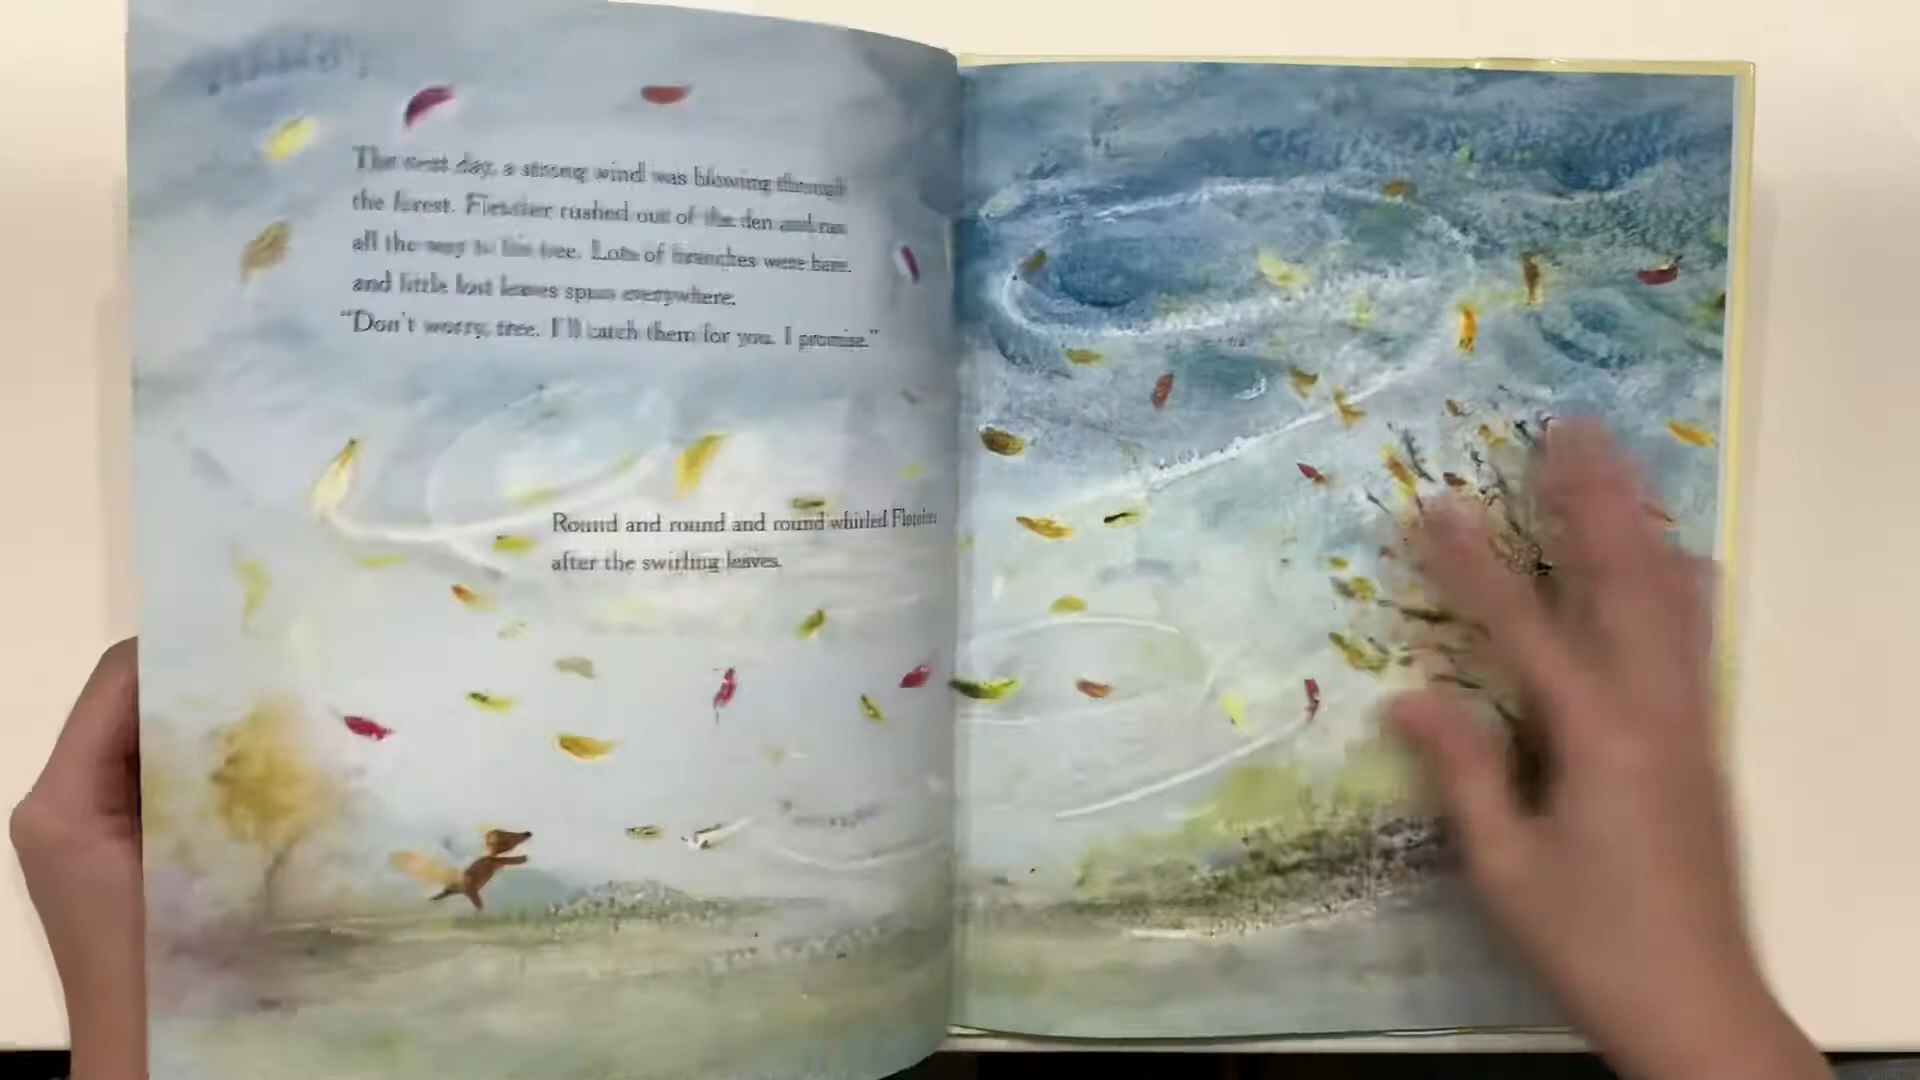 The next day, a strong wind was blowing through
the forest. Fletcher rushed out of the den and ran
all the way to his tree. Lots of branches were bare,
and little lost leaves spun everywhere.
“Don't worry, tree. I'll catch them for you. I promise.”
Round and round and round whirled Fletcher
after the swirling leaves.